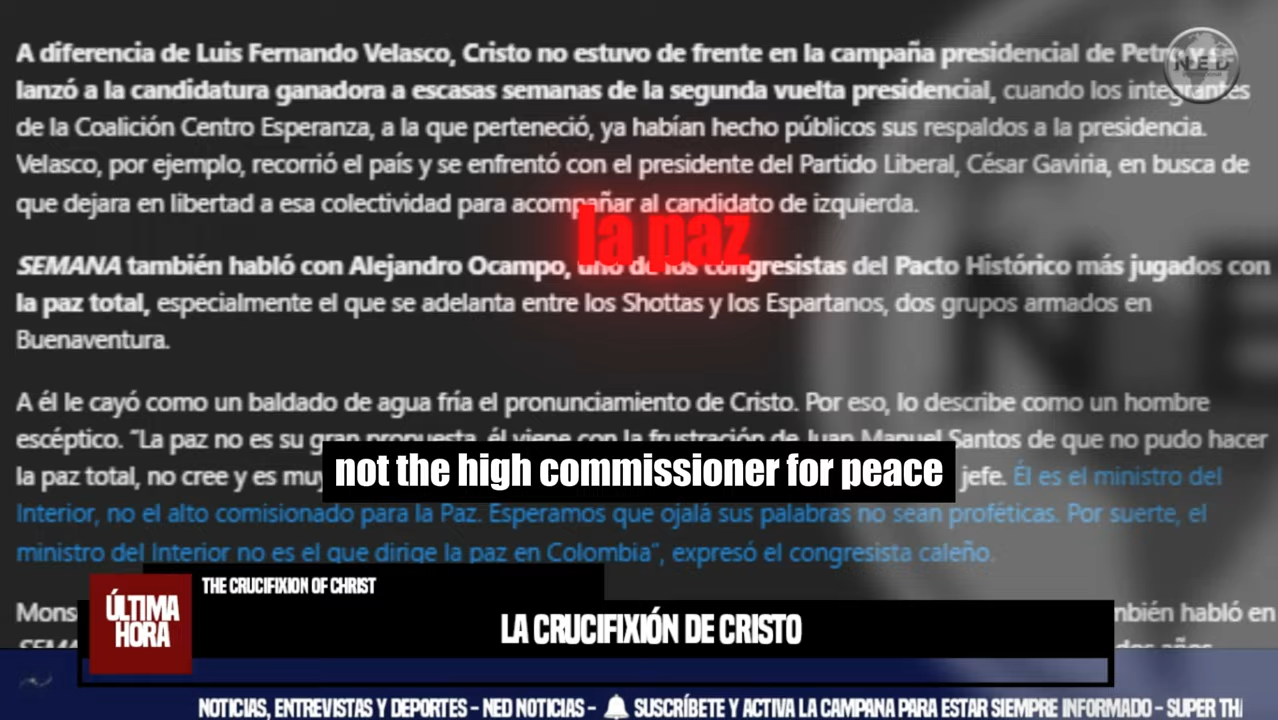 A diferencia de Luis Fernando Velasco, Cristo no estuvo de frente en la campaña presidencial de Petro y se
lanzó a la candidatura ganadora a escasas semanas de la segunda vuelta presidencial, cuando los integrantes
de la Coalición Centro Esperanza, a la que perteneció, ya habían hecho públicos sus respaldos a la presidencia.
Velasco, por ejemplo, recorrió el país y se enfrentó con el presidente del Partido Liberal, César Gaviria, en busca de
que dejara en libertad a esa colectividad para acompañar al candidato de izquierda.
la paz
SEMANA también habló con Alejandro Ocampo, uno de los congresistas del Pacto Histórico más jugados con
la paz total, especialmente el que se adelanta entre los Shottas y los Espartanos, dos grupos armados en
Buenaventura.
A él le cayó como un baldado de agua fría el pronunciamiento de Cristo. Por eso, lo describe como un hombre
escéptico. "La paz no es su gran propuesta, él viene con la frustración de Juan Manuel Santos de que no pudo hacer
la paz total, no cree y es muy jefe. Él es el ministro del
not the high commissioner for peace
Interior, no el alto comisionado para la Paz. Esperamos que ojalá sus palabras no sean proféticas. Por suerte, el
ministro del Interior no es el que dirige la paz en Colombia", expresó el congresista caleño.
THE CRUCIFIXION OF CHRIST
ÚLTIMA
HORA
LA CRUCIFIXIÓN DE CRISTO
también habló en
NED
NOTICIAS, ENTREVISTAS Y DEPORTES - NED NOTICIAS - 🔔 SUSCRÍBETE Y ACTIVA LA CAMPANA PARA ESTAR SIEMPRE INFORMADO - SUPER